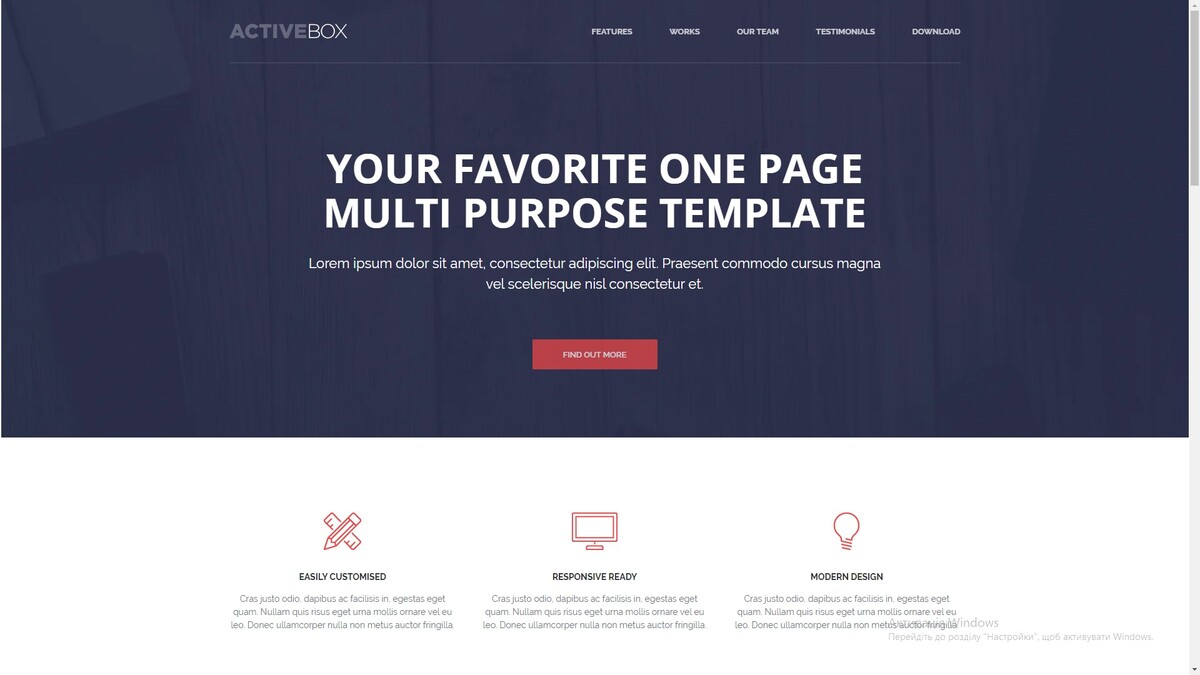 ACTIVEBOX
FEATURES WORKS OUR TEAM TESTIMONIALS DOWNLOAD
YOUR FAVORITE ONE PAGE
MULTI PURPOSE TEMPLATE
Lorem ipsum dolor sit amet, consectetur adipiscing elit. Praesent commodo cursus magna
vel scelerisque nisl consectetur et.
FIND OUT MORE
EASILY CUSTOMISED
Cras justo odio, dapibus ac facilisis in, egestas eget
quam. Nullam quis risus eget urna mollis ornare vel eu
leo. Donec ullamcorper nulla non metus auctor fringilla.
RESPONSIVE READY
Cras justo odio, dapibus ac facilisis in, egestas eget
quam. Nullam quis risus eget urna mollis ornare vel eu
leo. Donec ullamcorper nulla non metus auctor fringilla.
MODERN DESIGN
Cras justo odio, dapibus ac facilisis in, egestas eget
quam. Nullam quis risus eget urna mollis ornare vel eu
leo. Donec ullamcorper nulla non metus auctor fringilla.
Активація Windows
Перейдіть до розділу "Настройки", щоб активувати Windows.